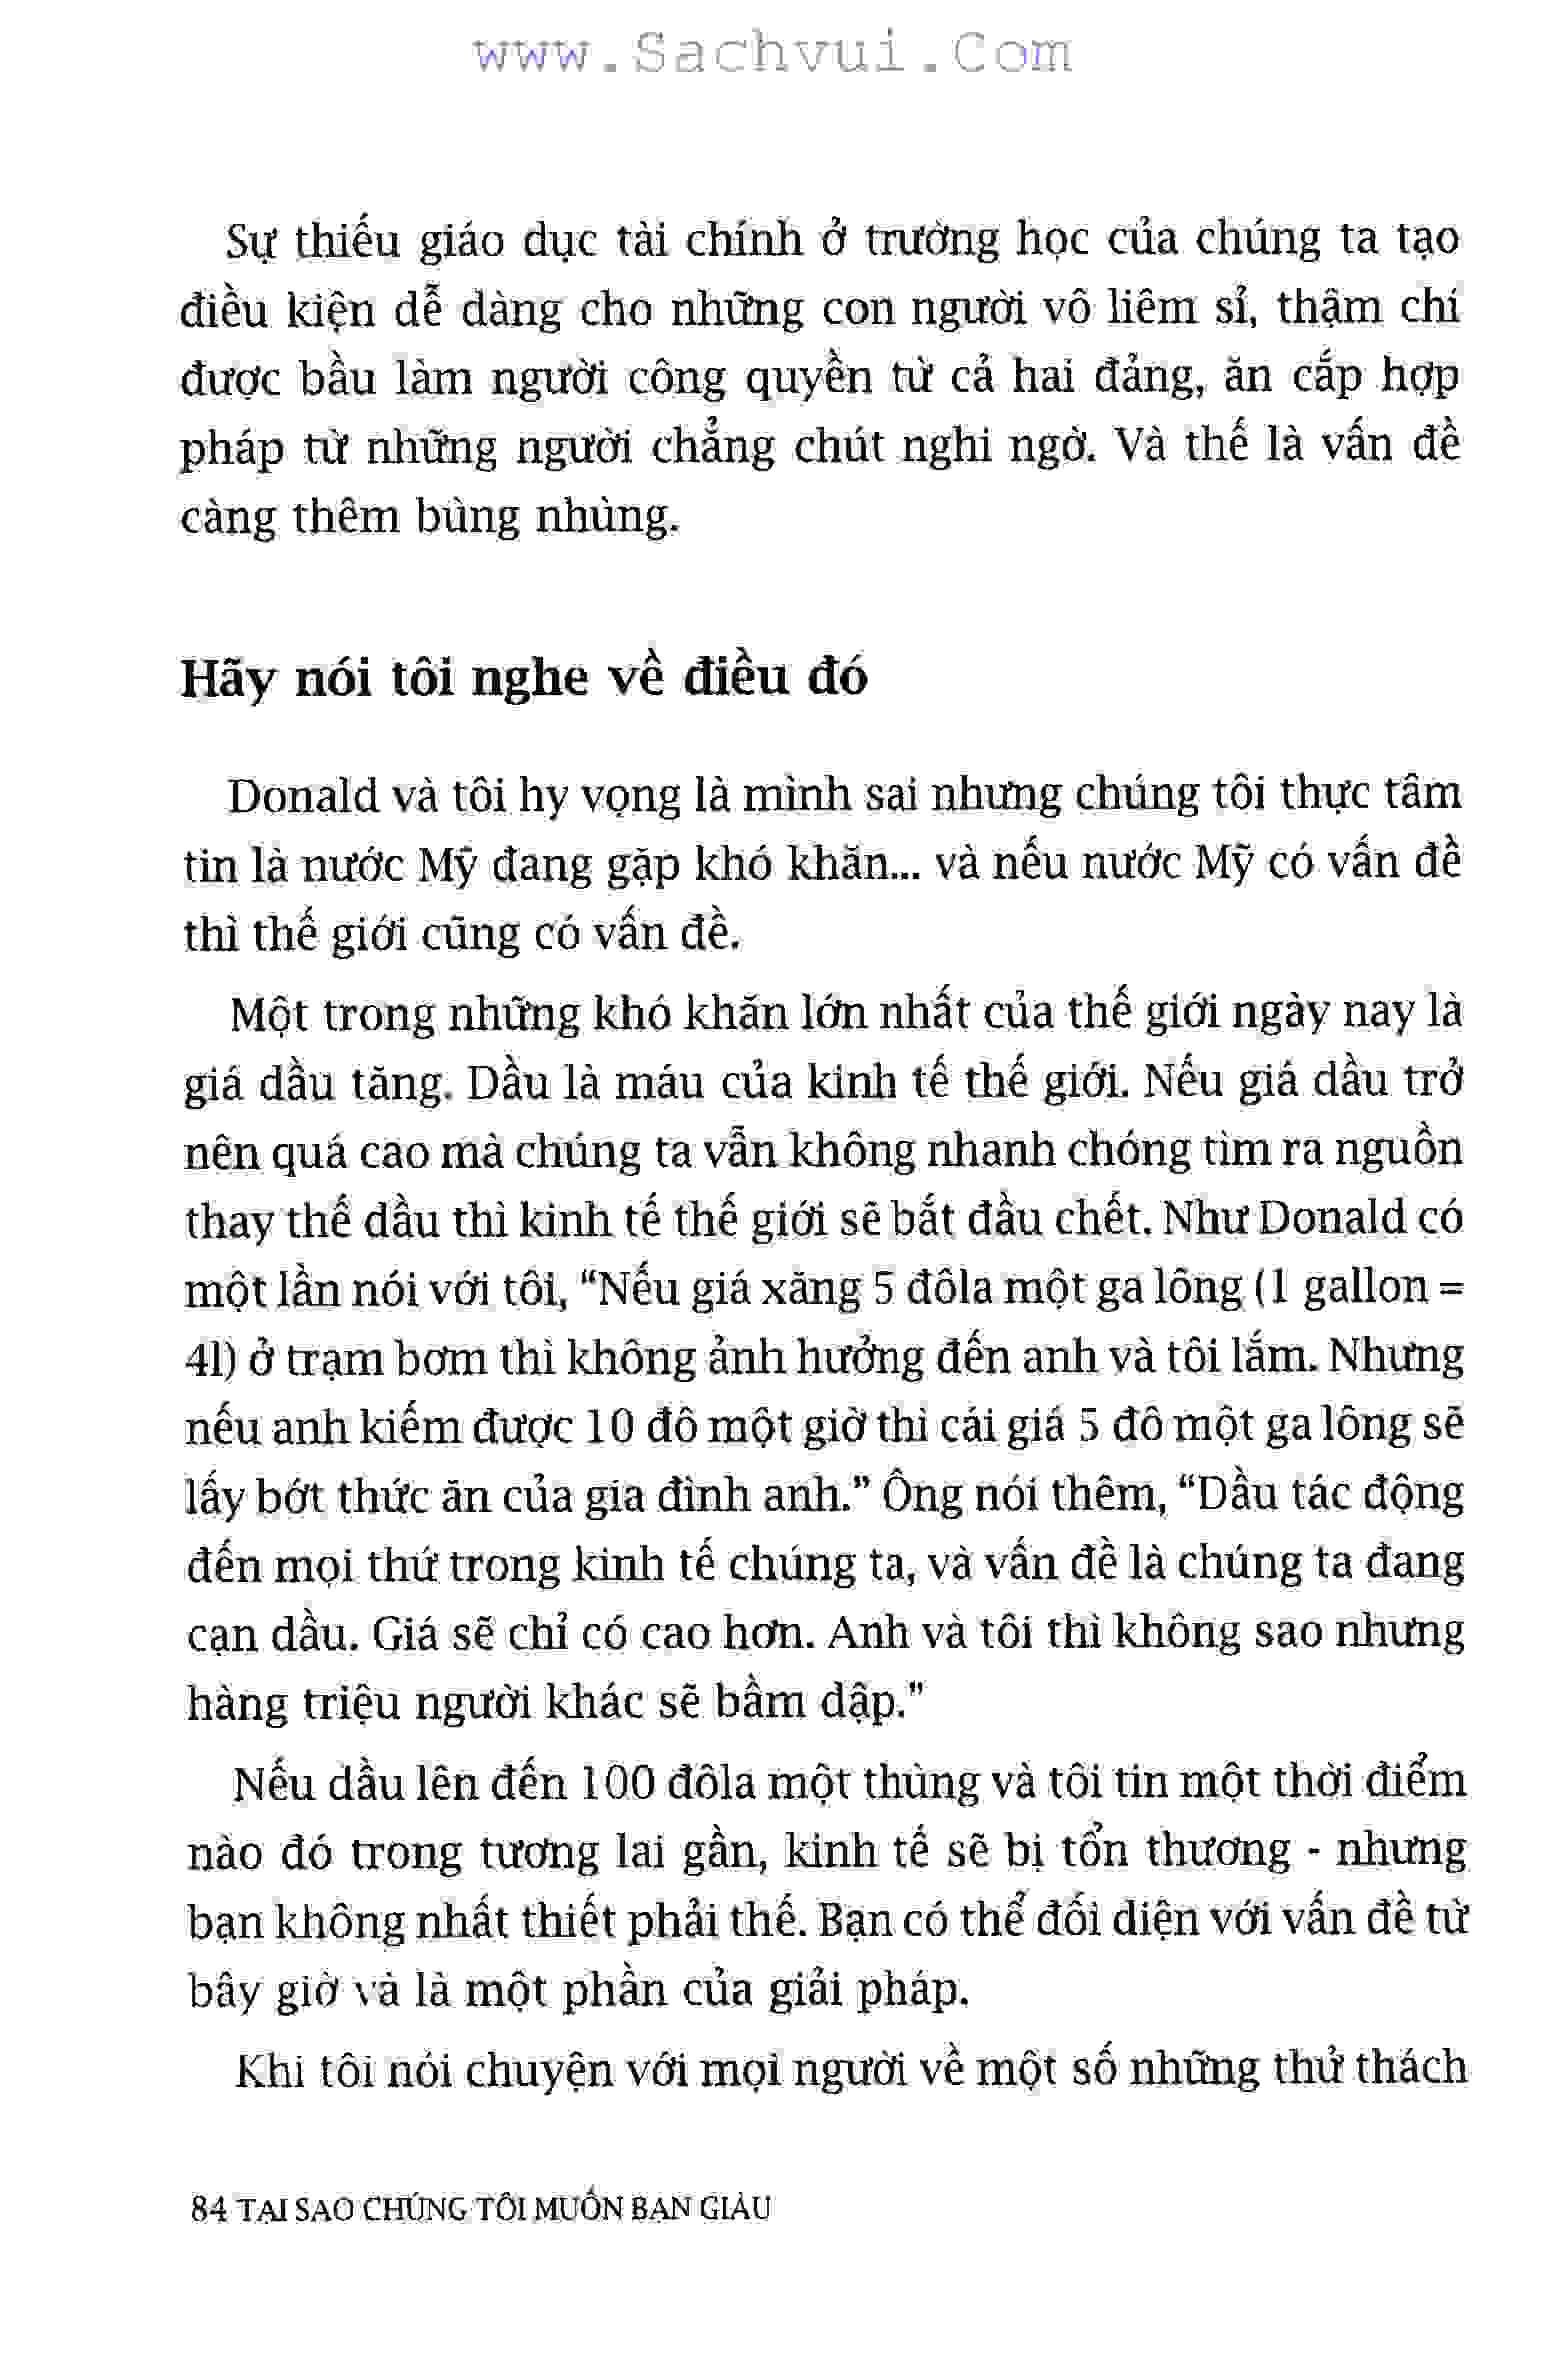 www.Sachvui.Com
Sự thiếu giáo dục tài chính ở trường học của chúng ta tạo
điều kiện dễ dàng cho những con người vô liêm sỉ, thậm chí
được bầu làm người công quyền từ cả hai đảng, ăn cắp hợp
pháp từ những người chẳng chút nghi ngờ. Và thế là vấn đề
càng thêm bùng nhùng.
Hãy nói tôi nghe về điều đó
Donald và tôi hy vọng là mình sai nhưng chúng tôi thực tâm
tin là nước Mỹ đang gặp khó khăn... và nếu nước Mỹ có vấn đề
thì thế giới cũng có vấn đề.
Một trong những khó khăn lớn nhất của thế giới ngày nay là
giá dầu tăng. Dầu là máu của kinh tế thế giới. Nếu giá dầu trở
nên quá cao mà chúng ta vẫn không nhanh chóng tìm ra nguồn
thay thế dầu thì kinh tế thế giới sẽ bắt đầu chết. Như Donald có
một lần nói với tôi, “Nếu giá xăng 5 đôla một ga lông (1 gallon =
4l) ở trạm bơm thì không ảnh hưởng đến anh và tôi lắm. Nhưng
nếu anh kiếm được 10 đô một giờ thì cái giá 5 đô một ga lông sẽ
lấy bớt thức ăn của gia đình anh.” Ông nói thêm, “Dầu tác động
đến mọi thứ trong kinh tế chúng ta, và vấn đề là chúng ta đang
cạn dầu. Giá sẽ chỉ có cao hơn. Anh và tôi thì không sao nhưng
hàng triệu người khác sẽ bầm dập."
Nếu dầu lên đến 100 đôla một thùng và tôi tin một thời điểm
nào đó trong tương lai gần, kinh tế sẽ bị tổn thương - nhưng
bạn không nhất thiết phải thế. Bạn có thể đối diện với vấn đề từ
bây giờ và là một phần của giải pháp.
Khi tôi nói chuyện với mọi người về một số những thử thách
84 TẠI SAO CHÚNG TÔI MUỐN BẠN GIÀU